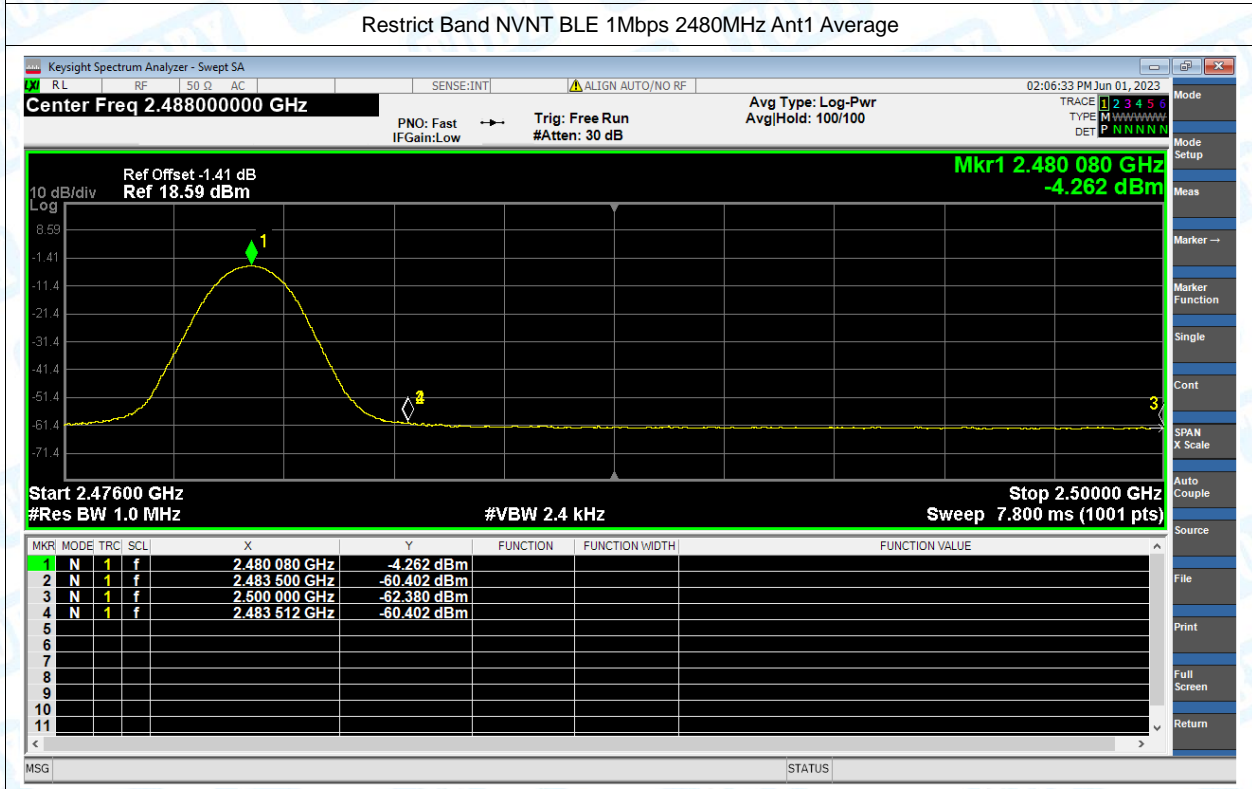 Restrict Band NVNT BLE 1Mbps 2480MHz Ant1 Average
Keysight Spectrum Analyzer - Swept SA
LXI RL RF 50 Ω AC SENSE:INT ALIGN AUTO/NO RF 02:06:33 PM Jun 01, 2023
Center Freq 2.488000000 GHz
PNO: Fast
IFGain:Low
Trig: Free Run
#Atten: 30 dB
Avg Type: Log-Pwr
Avg|Hold: 100/100
TRACE 1 2 3 4 5 6
TYPE M WWWWW
DET P N N N N N
Ref Offset -1.41 dB
10 dB/div Ref 18.59 dBm
Log
Mkr1 2.480 080 GHz
-4.262 dBm
8.59
-1.41
-11.4
-21.4
-31.4
-41.4
-51.4
-61.4
-71.4
1
3
Start 2.47600 GHz Stop 2.50000 GHz
#Res BW 1.0 MHz #VBW 2.4 kHz Sweep 7.800 ms (1001 pts)
MKR MODE TRC SCL X Y FUNCTION FUNCTION WIDTH FUNCTION VALUE
1 N 1 f 2.480 080 GHz -4.262 dBm
2 N 1 f 2.483 500 GHz -60.402 dBm
3 N 1 f 2.500 000 GHz -62.380 dBm
4 N 1 f 2.483 512 GHz -60.402 dBm
5
6
7
8
9
10
11
MSG STATUS
Mode
Mode
Setup
Meas
Marker→
Marker
Function
Single
Cont
SPAN
X Scale
Auto
Couple
Source
File
Print
Full
Screen
Return